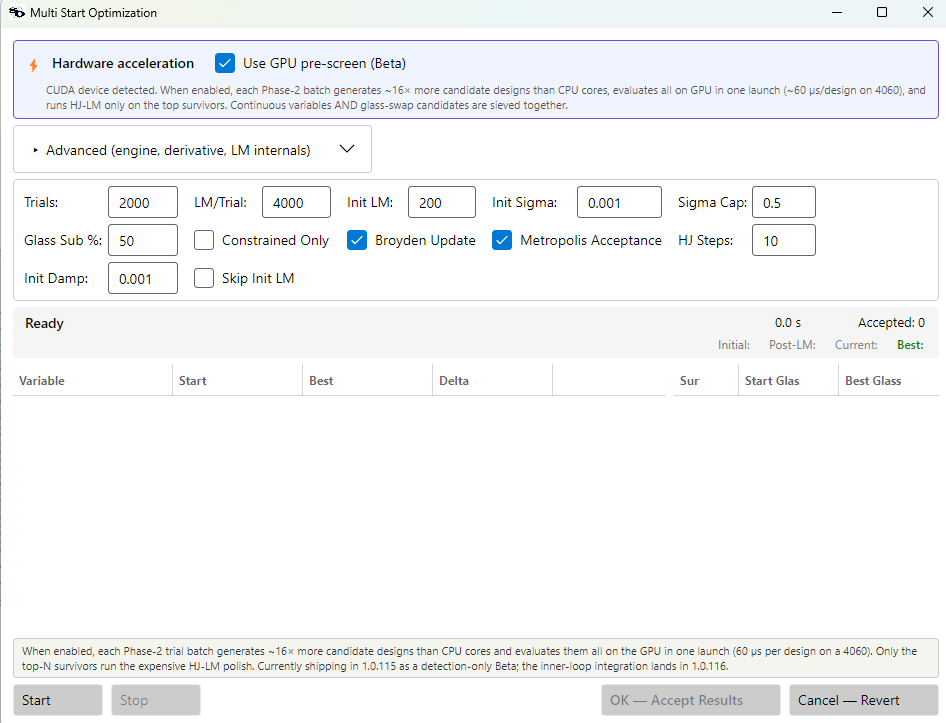 Multi Start Optimization
Hardware acceleration Use GPU pre-screen (Beta)
CUDA device detected. When enabled, each Phase-2 batch generates ~16× more candidate designs than CPU cores, evaluates all on GPU in one launch (~60 µs/design on 4060), and
runs HJ-LM only on the top survivors. Continuous variables AND glass-swap candidates are sieved together.
Advanced (engine, derivative, LM internals)
Trials: 2000 LM/Trial: 4000 Init LM: 200 Init Sigma: 0.001 Sigma Cap: 0.5
Glass Sub %: 50 Constrained Only Broyden Update Metropolis Acceptance HJ Steps: 10
Init Damp: 0.001 Skip Init LM
Ready 0.0 s Accepted: 0
Initial: Post-LM: Current: Best:
Variable Start Best Delta Sur Start Glas Best Glass
When enabled, each Phase-2 trial batch generates ~16× more candidate designs than CPU cores and evaluates them all on the GPU in one launch (60 µs per design on a 4060). Only the
top-N survivors run the expensive HJ-LM polish. Currently shipping in 1.0.115 as a detection-only Beta; the inner-loop integration lands in 1.0.116.
Start Stop OK — Accept Results Cancel — Revert